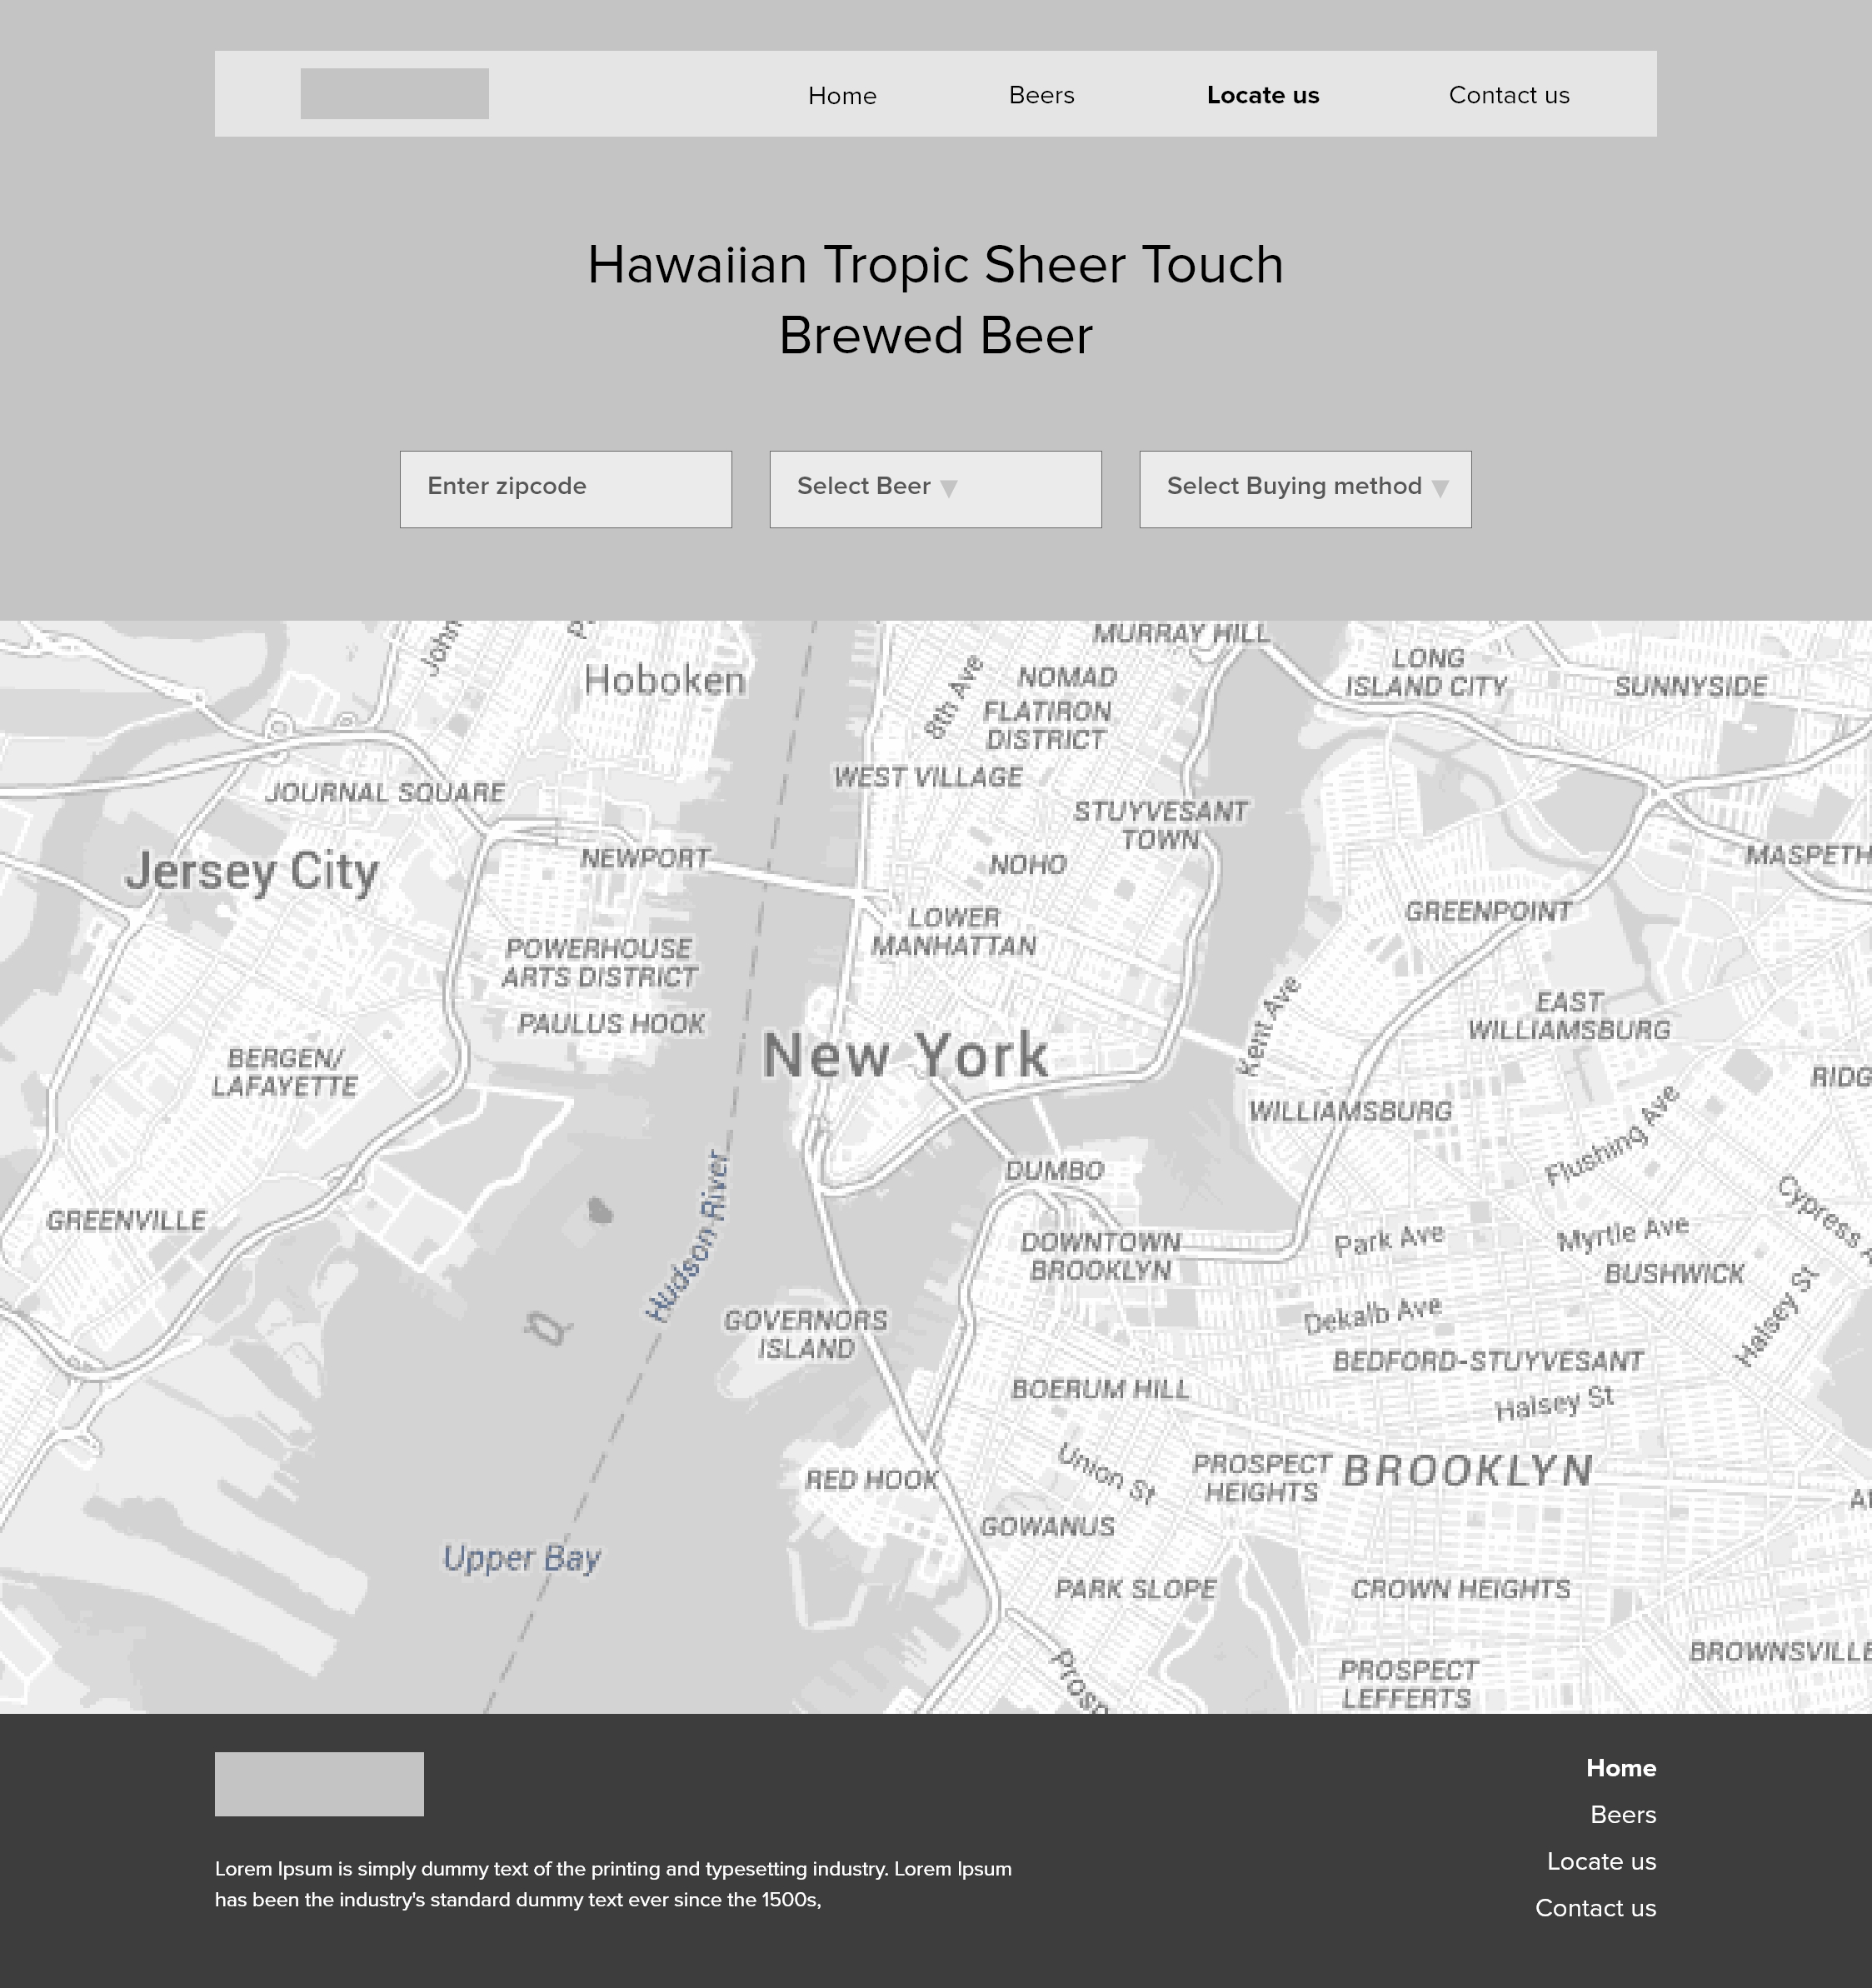 Home
Beers
Locate us
Contact us
Hawaiian Tropic Sheer Touch
Brewed Beer
Enter zipcode
Select Beer
Select Buying method
John
MURRAY HILL
Hoboken
8th Ave
NOMAD
LONG
ISLAND CITY
SUNNYSIDE
FLATIRON
DISTRICT
WEST VILLAGE
JOURNAL SQUARE
STUYVESANT
TOWN
Jersey City
NEWPORT
NOHO
MASPETH
LOWER
MANHATTAN
GREENPOINT
POWERHOUSE
ARTS DISTRICT
PAULUS HOOK
Kent Ave
EAST
WILLIAMSBURG
BERGEN/
LAFAYETTE
New York
RIDG
WILLIAMSBURG
Flushing Ave
DUMBO
Hudson River
GREENVILLE
Cypress A
DOWNTOWN
BROOKLYN
Park Ave
Myrtle Ave
BUSHWICK
Halsey St
GOVERNORS
ISLAND
Dekalb Ave
BEDFORD-STUYVESANT
BOERUM HILL
Halsey St
RED HOOK
Union St
PROSPECT
HEIGHTS
BROOKLYN
GOWANUS
Upper Bay
PARK SLOPE
CROWN HEIGHTS
BROWNSVILLE
Prosp
PROSPECT
LEFFERTS
Home
Beers
Locate us
Contact us
Lorem Ipsum is simply dummy text of the printing and typesetting industry. Lorem Ipsum
has been the industry's standard dummy text ever since the 1500s,